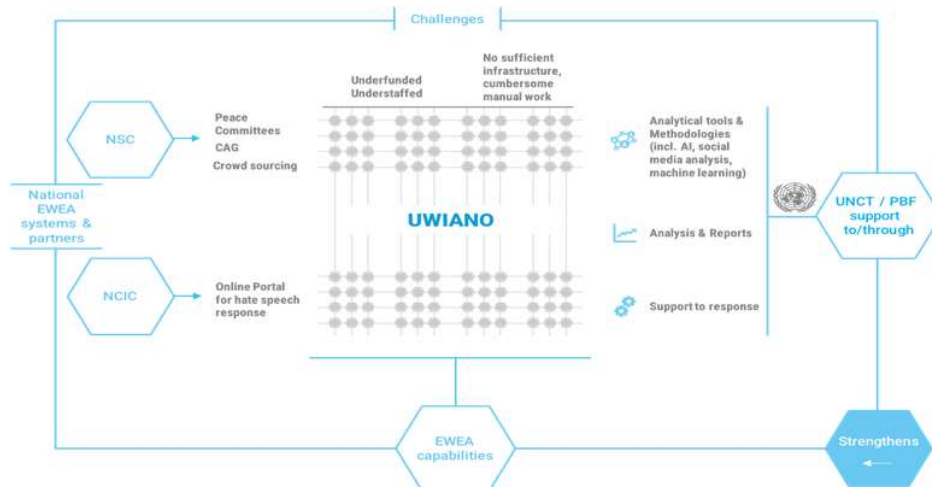 Challenges
Underfunded
Understaffed
No sufficient
infrastructure,
cumbersome
manual work
NSC
Peace
Committees
CAG
Crowd sourcing
National
EWEA
systems &
partners
UWIANO
NCIC
Online Portal
for hate speech
response
Analytical tools &
Methodologies
(incl. AI, social
media analysis,
machine learning)
Analysis & Reports
Support to response
UNCT / PBF
support
to/through
EWEA
capabilities
Strengthens